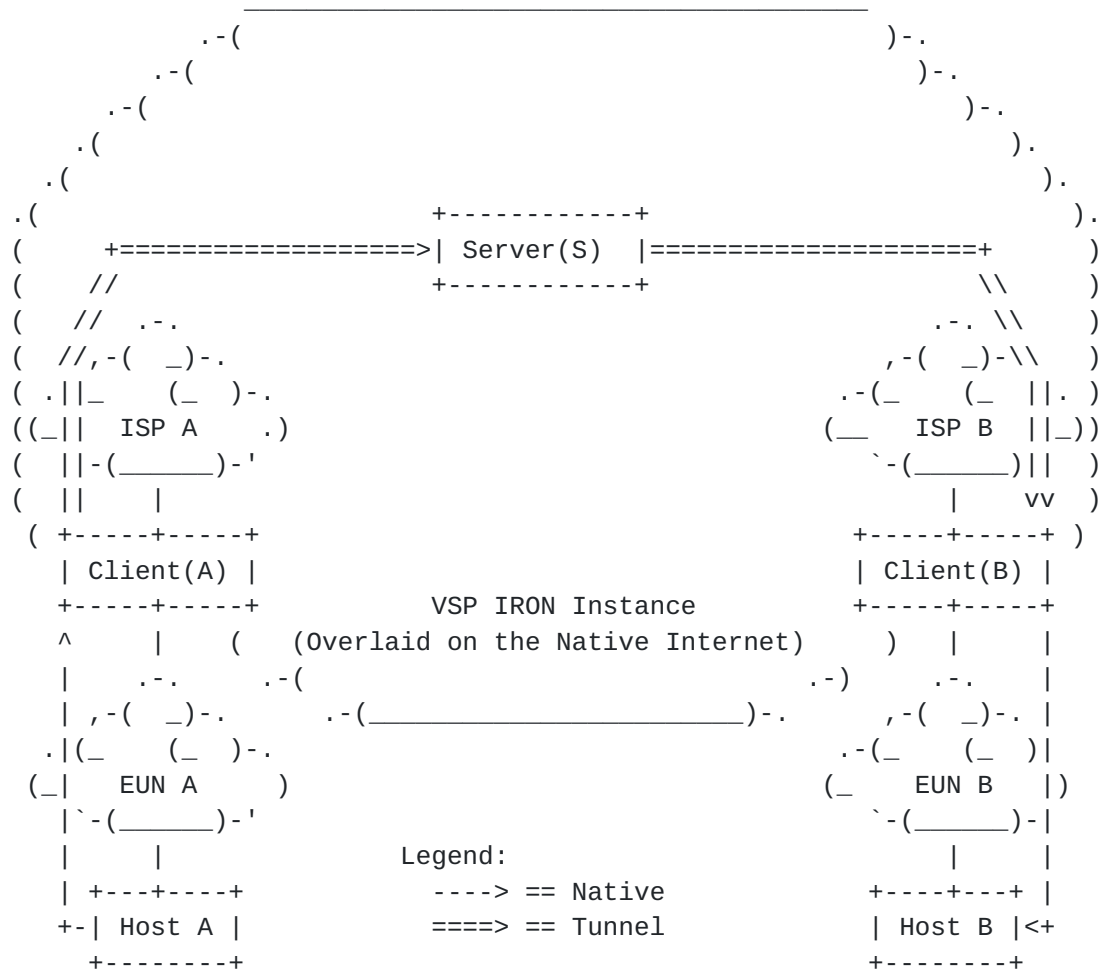 Server(S)
ISP A ISP B
Client(A) Client(B)
VSP IRON Instance
(Overlaid on the Native Internet)
EUN A EUN B
Legend:
----> == Native
Host A ====> == Tunnel Host B